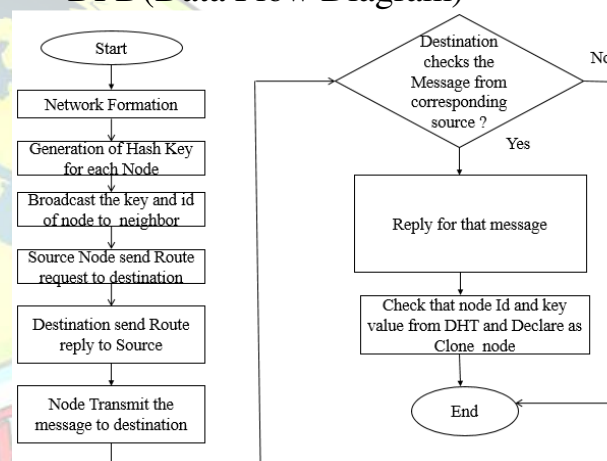 DFD(Data Flow Diagram)
Start
Network Formation
Generation of Hash Key
for each Node
Broadcast the key and id
of node to neighbor
Source Node send Route
request to destination
Destination send Route
reply to Source
Node Transmit the
message to destination
Destination
checks the
Message from
corresponding
source ?
No
Yes
Reply for that message
Check that node Id and key
value from DHT and Declare as
Clone node
End